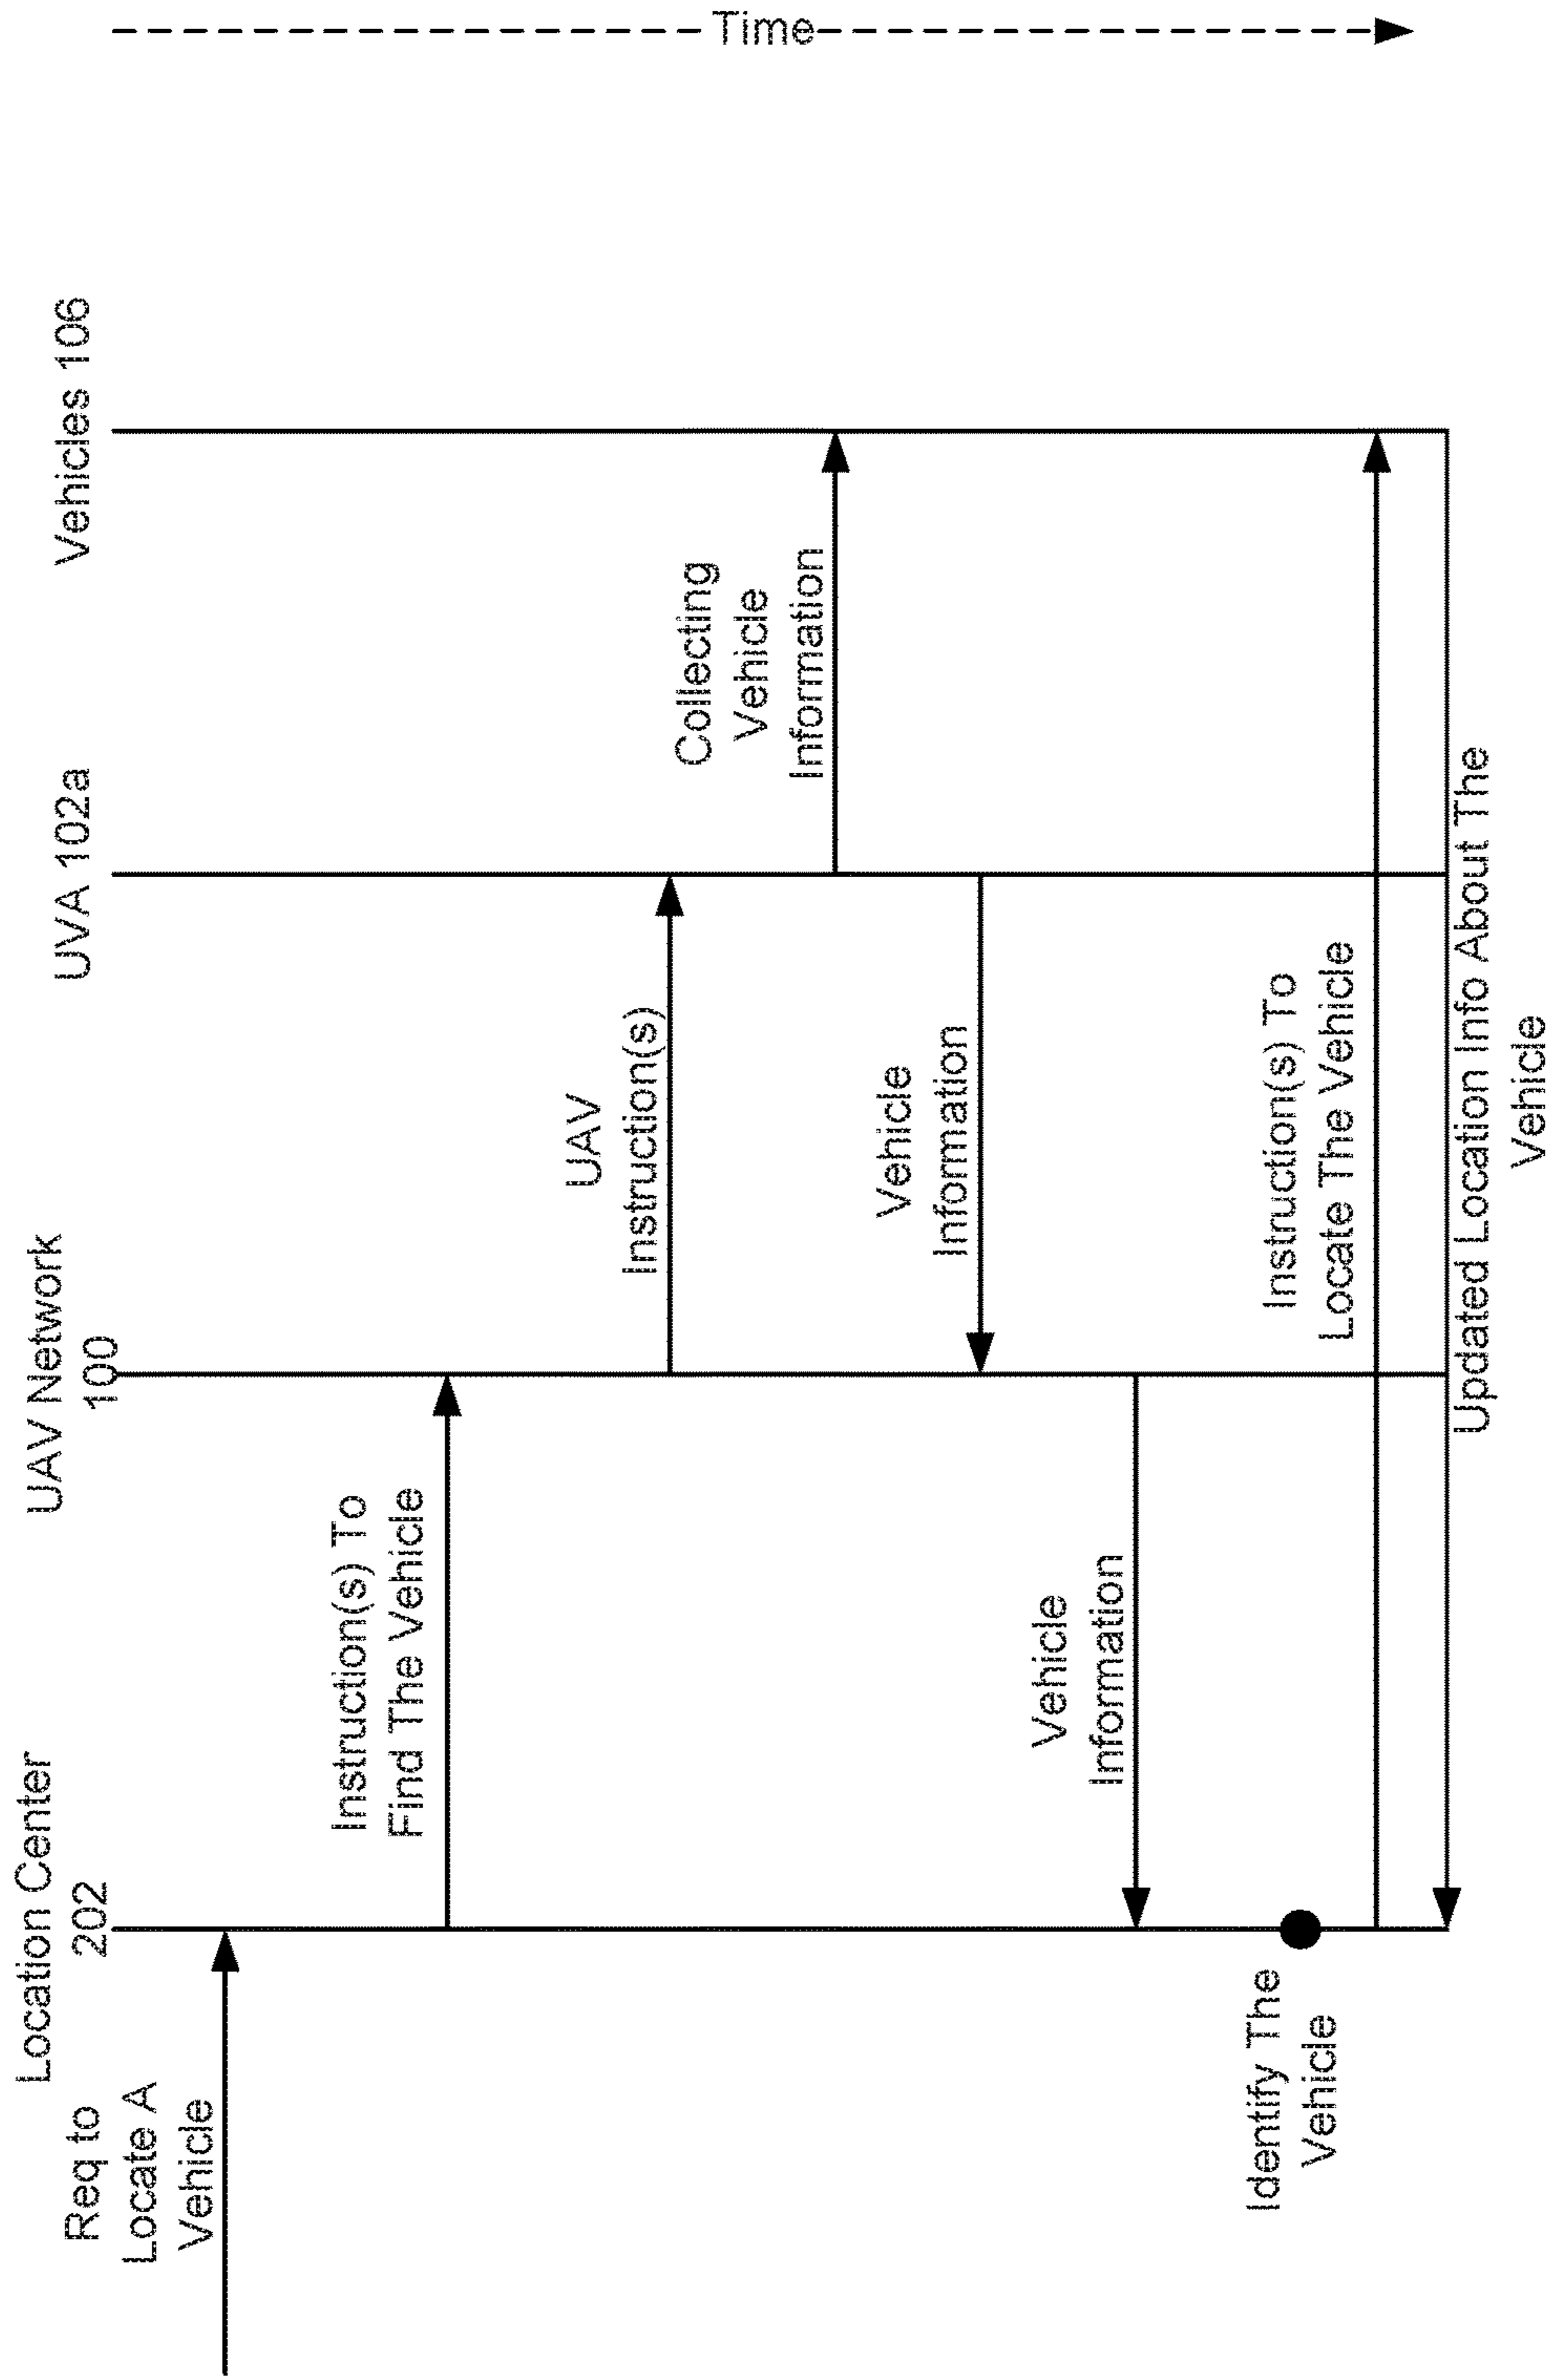 Location Center
202
UAV Network
100
UVA 102a
Vehicles 106
Time
Req to
Locate A
Vehicle
Instruction(s) To
Find The Vehicle
UAV
Instruction(s)
Collecting
Vehicle
Information
Vehicle
Information
Vehicle
Information
Identify The
Vehicle
Instruction(s) To
Locate The Vehicle
Updated Location Info About The
Vehicle